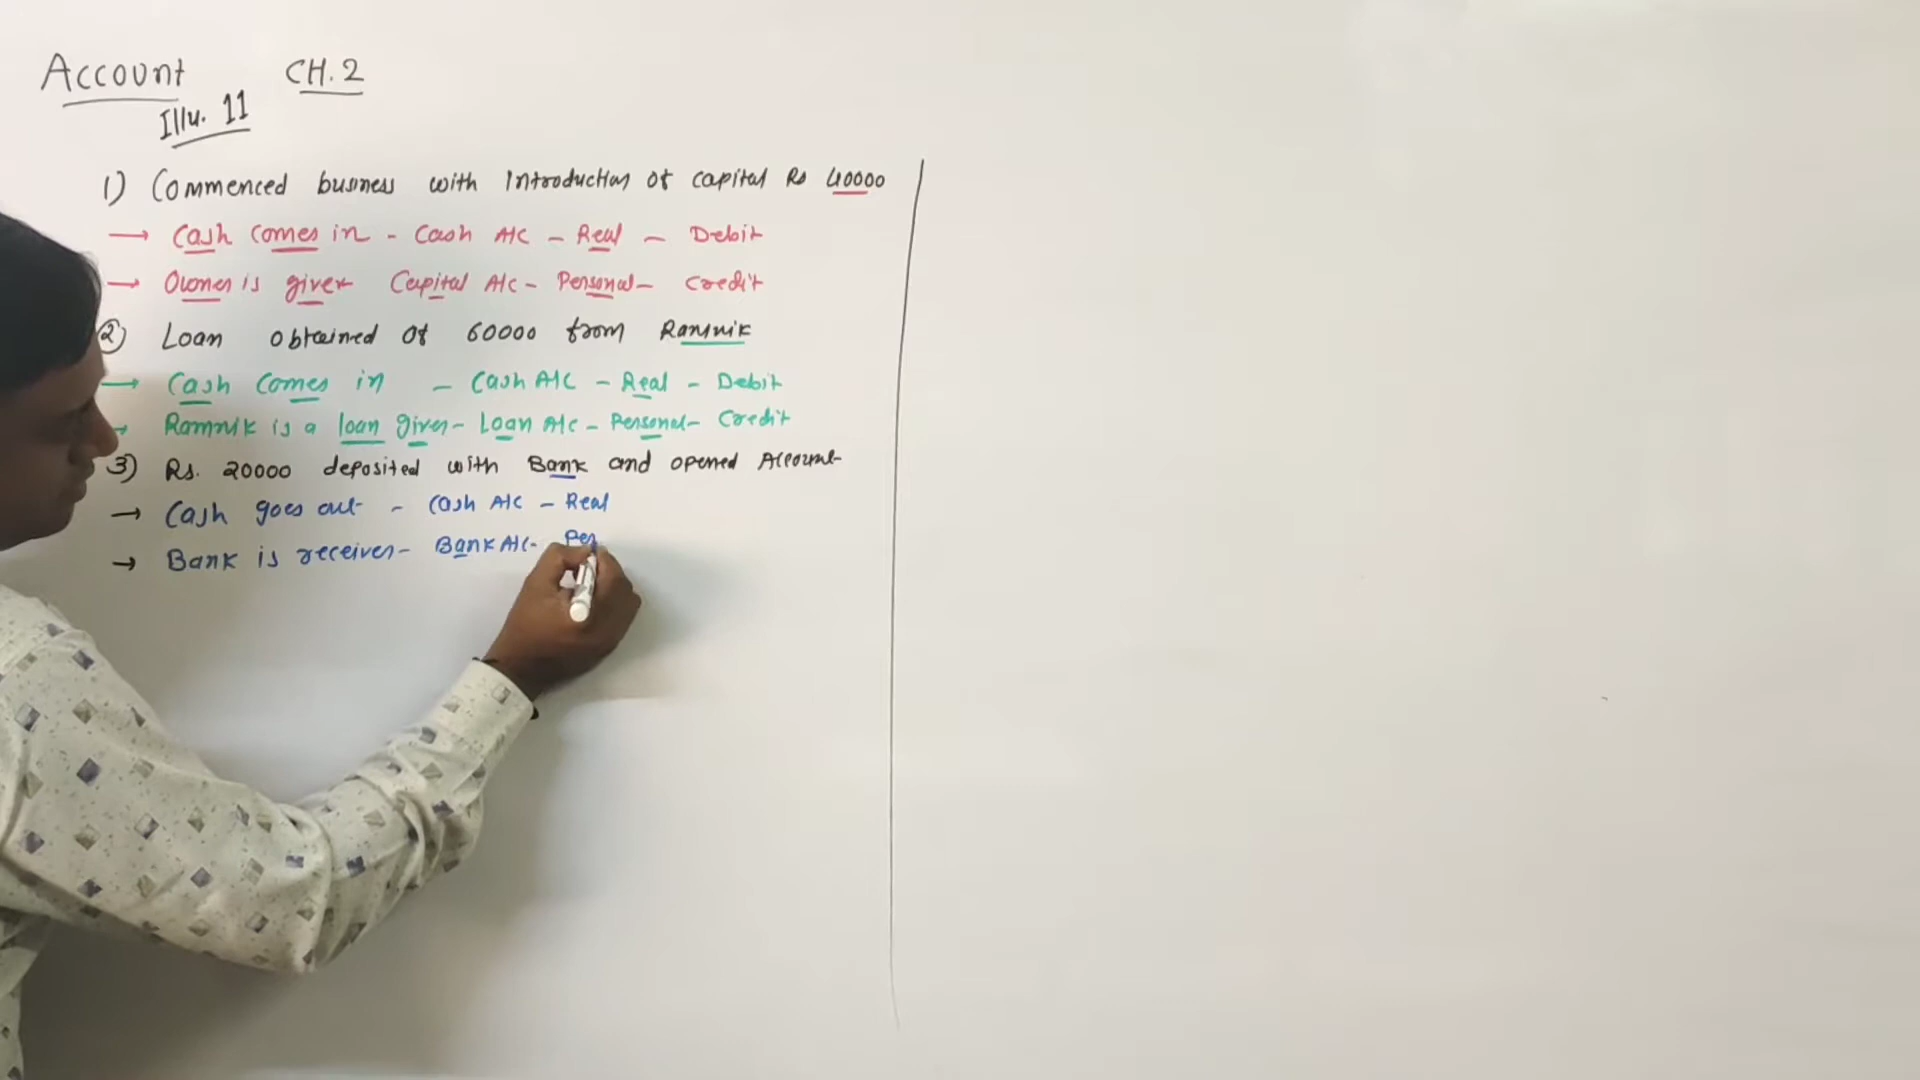 Account CH.2
Illu. 11
1) Commenced business with Introduction of capital Rs 40000
→ Cash comes in - Cash A/C - Real - Debit
→ Owner is giver Capital A/c - Personal - Credit
2) Loan obtained of 60000 from Ramnik
→ Cash comes in - Cash A/C - Real - Debit
→ Ramnik is a loan giver - Loan A/c - Personal - Credit
3) Rs. 20000 deposited with Bank and opened Account
→ Cash goes out - Cash A/C - Real
→ Bank is receiver - Bank A/C - Per